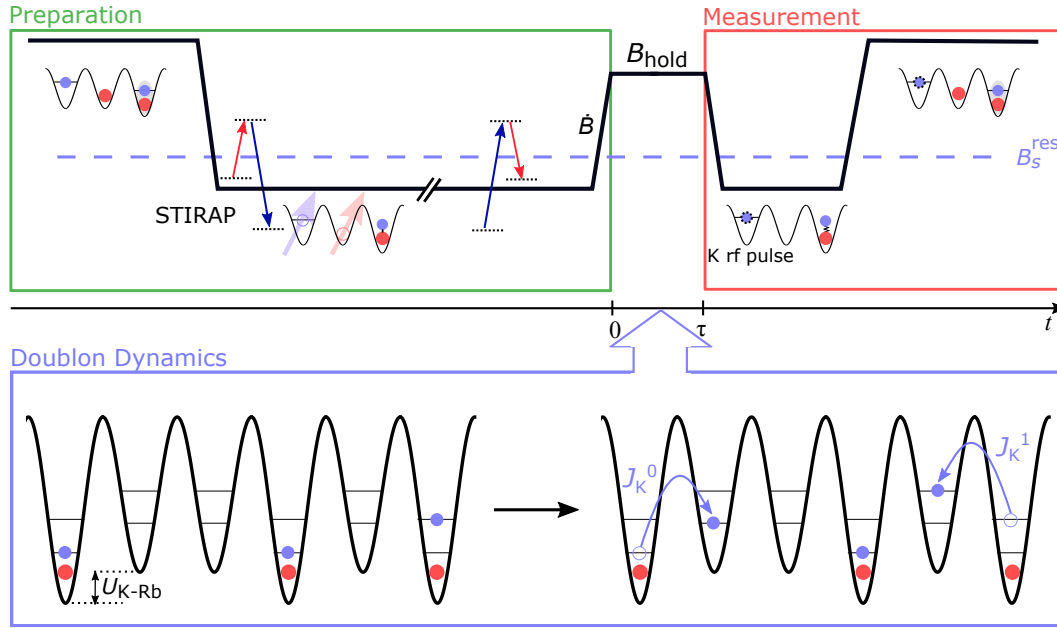 Preparation
Measurement
B_hold
Ḃ
B_s^res
STIRAP
K rf pulse
0
τ
t
Doublon Dynamics
J_K^0
J_K^1
U_K-Rb